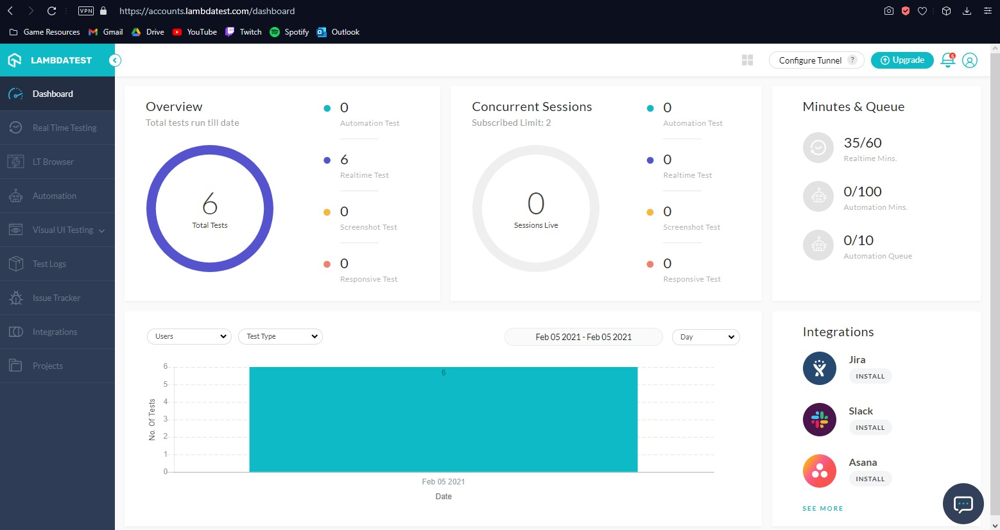 VPN https://accounts.lambdatest.com/dashboard
Game Resources Gmail Drive YouTube Twitch Spotify Outlook
LAMBDATEST
Configure Tunnel ? Upgrade 5
Dashboard
Real Time Testing
LT Browser
Automation
Visual UI Testing
Test Logs
Issue Tracker
Integrations
Projects
Overview
Total tests run till date
6
Total Tests
0
Automation Test
6
Realtime Test
0
Screenshot Test
0
Responsive Test
Concurrent Sessions
Subscribed Limit: 2
0
Sessions Live
0
Automation Test
0
Realtime Test
0
Screenshot Test
0
Responsive Test
Minutes & Queue
35/60
Realtime Mins.
0/100
Automation Mins.
0/10
Automation Queue
Users Test Type Feb 05 2021 - Feb 05 2021 Day
No. Of Tests
6
5
4
3
2
1
0
6
Feb 05 2021
Date
Integrations
Jira
INSTALL
Slack
INSTALL
Asana
INSTALL
SEE MORE